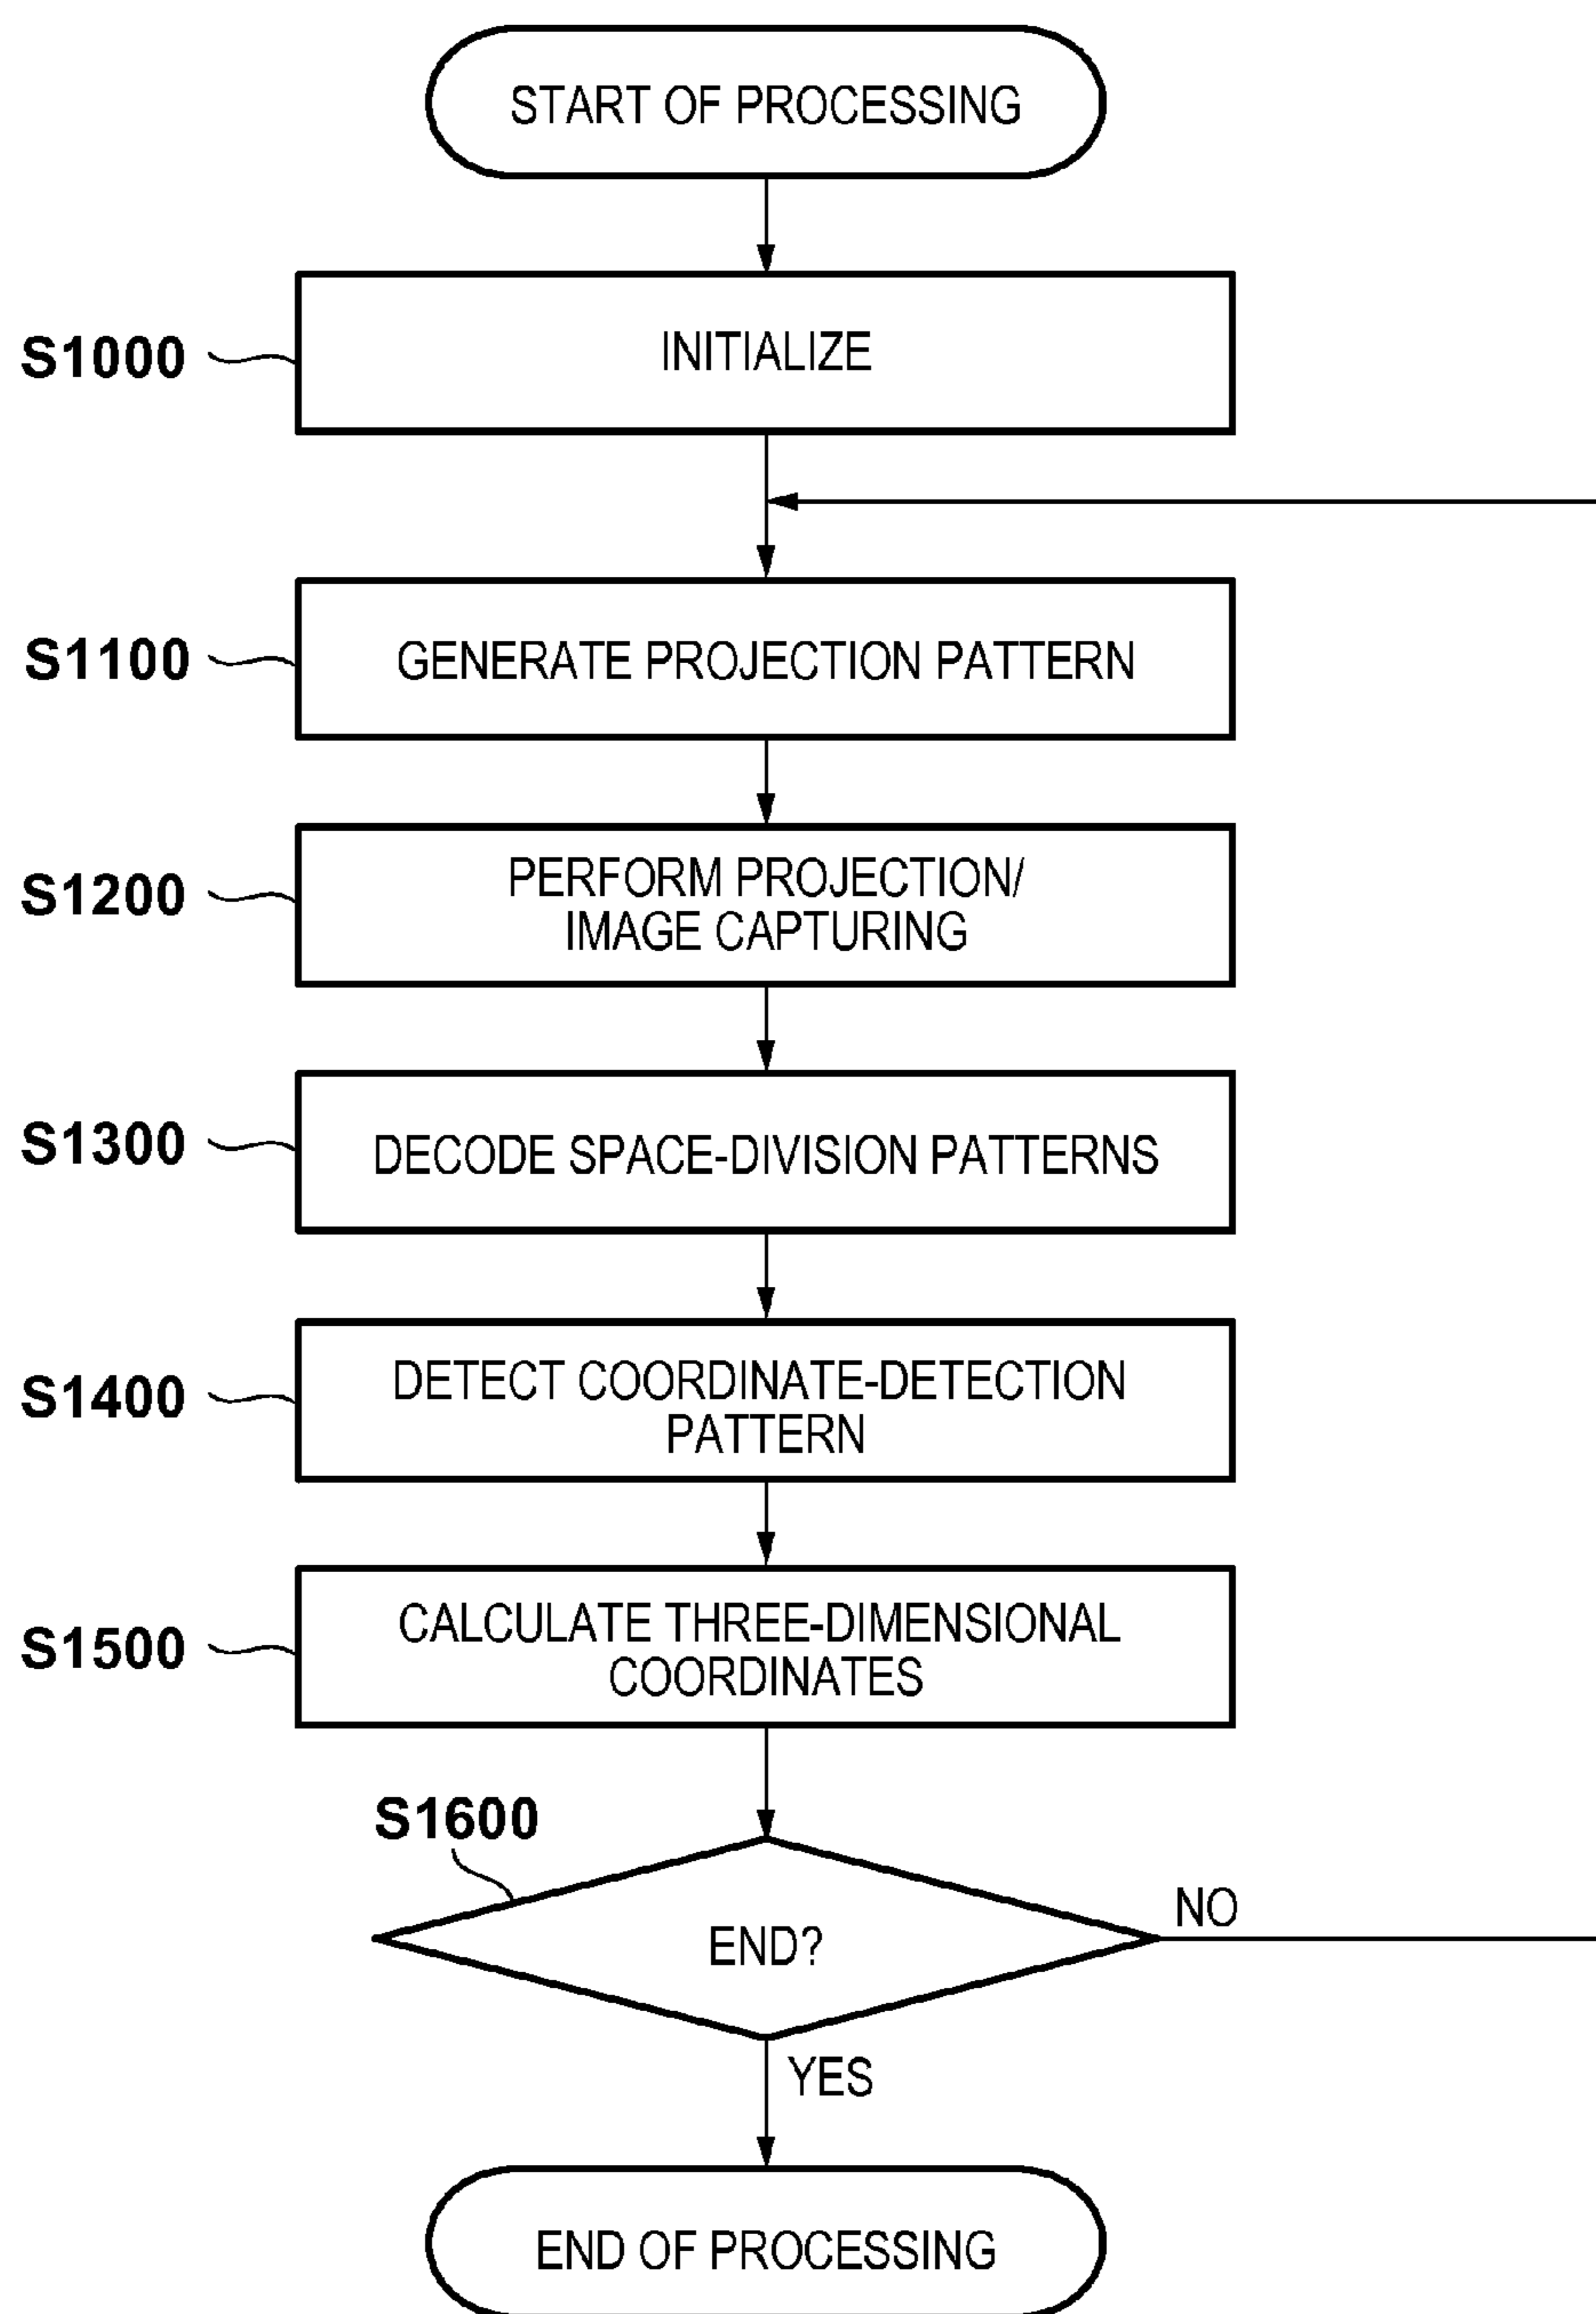 START OF PROCESSING
S1000
INITIALIZE
S1100
GENERATE PROJECTION PATTERN
S1200
PERFORM PROJECTION/
IMAGE CAPTURING
S1300
DECODE SPACE-DIVISION PATTERNS
S1400
DETECT COORDINATE-DETECTION
PATTERN
S1500
CALCULATE THREE-DIMENSIONAL
COORDINATES
S1600
END?
NO
YES
END OF PROCESSING